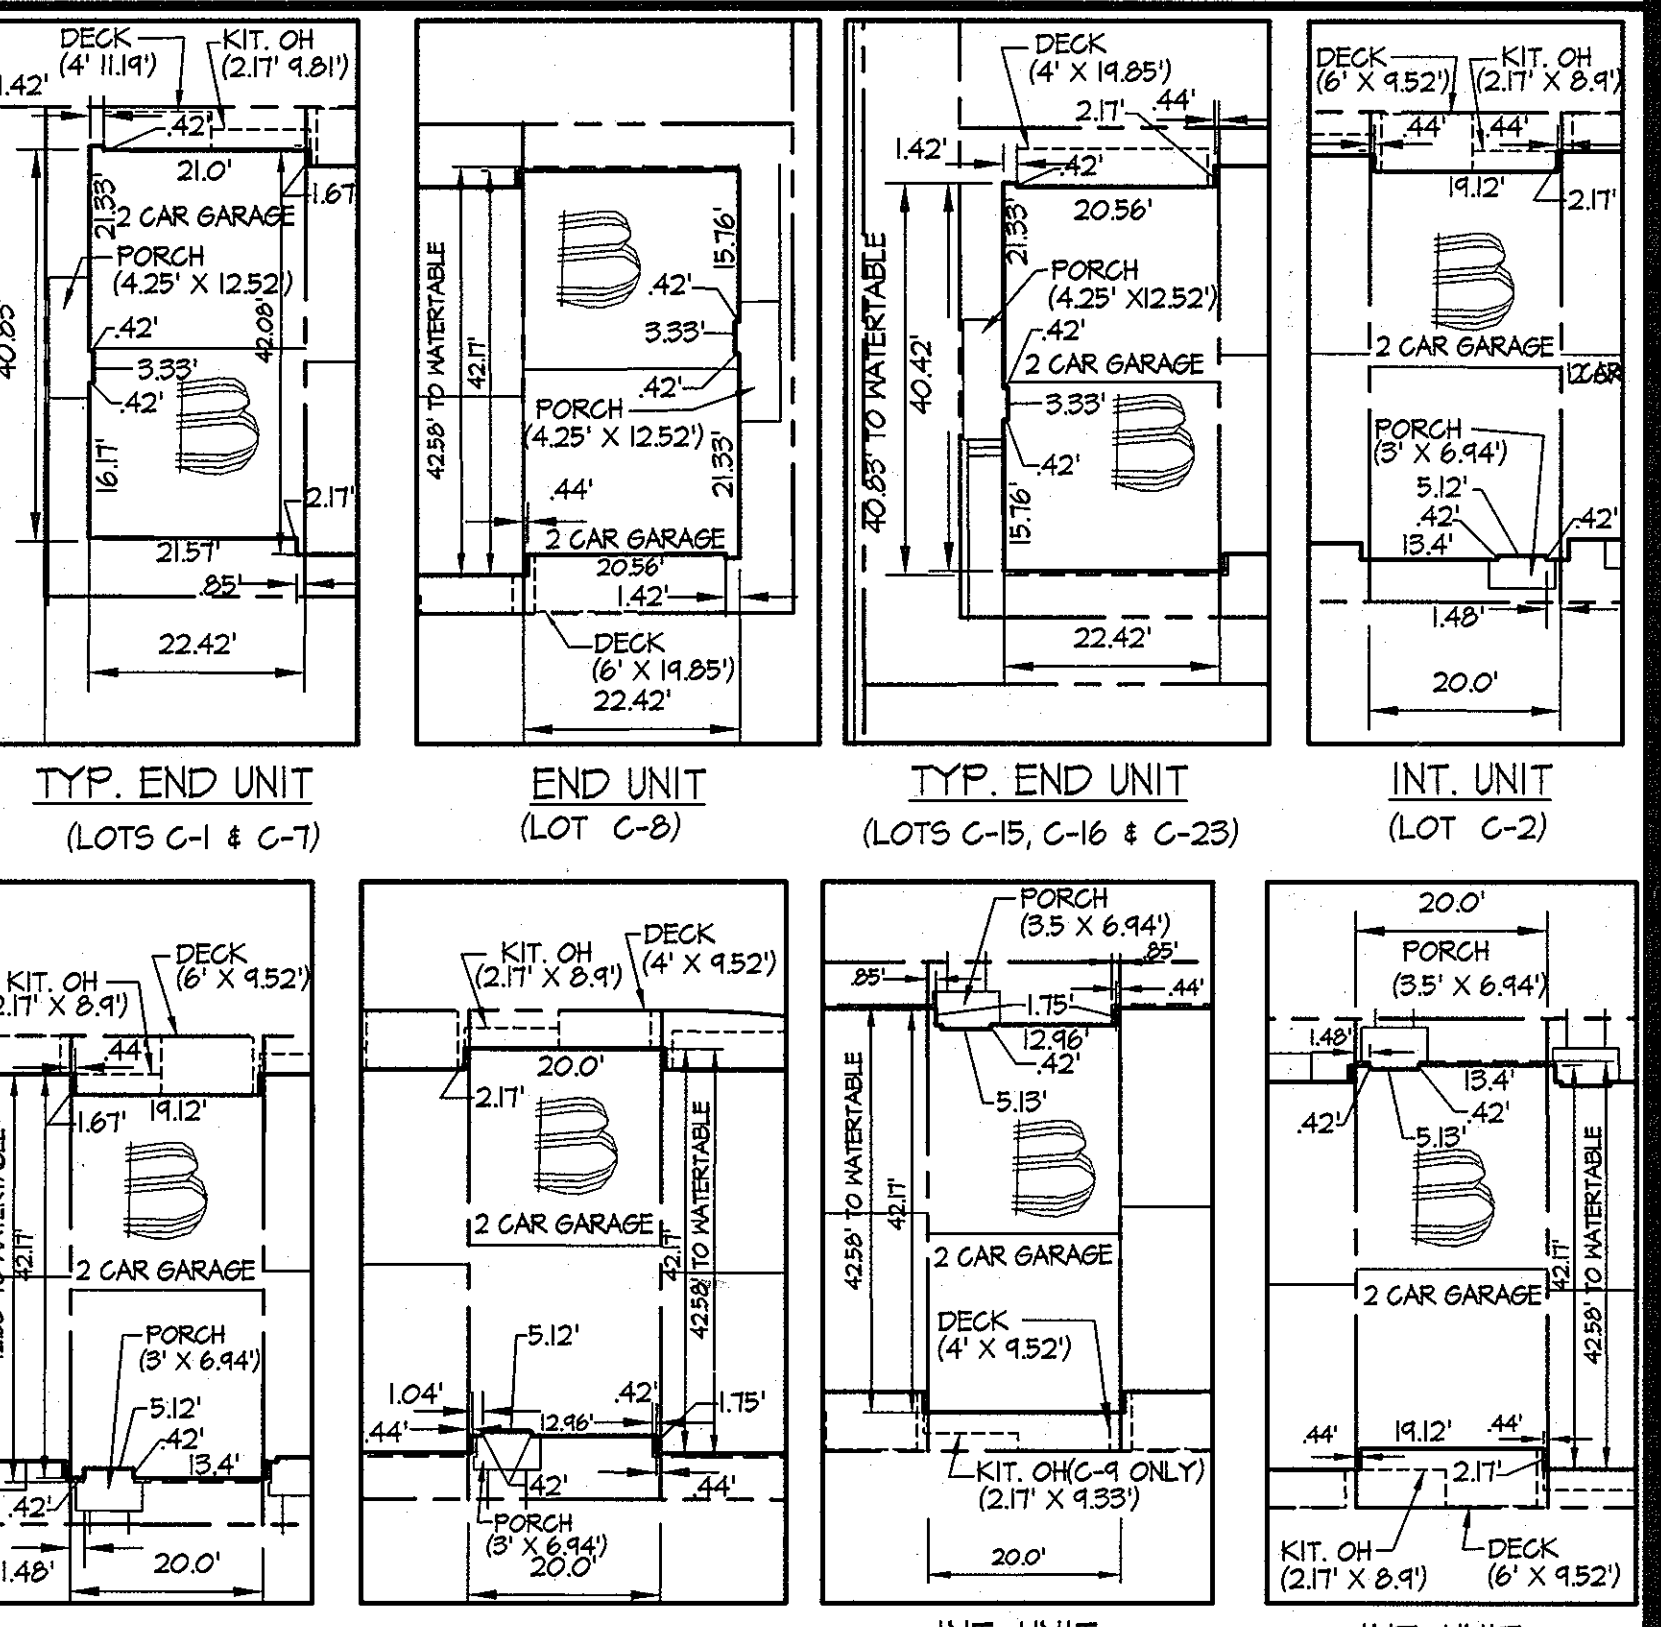 DECK
(4' 11.19')
KIT. OH
(2.17' 9.81')
1.42'
.42'
21.0'
1.67'
21.33'
2 CAR GARAGE
PORCH
(4.25' X 12.52')
40.83'
42.08'
.42'
3.33'
.42'
16.17'
2.17'
21.57'
.85'
22.42'
TYP. END UNIT
(LOTS C-1 & C-7)
42.58' TO WATERTABLE
42.17'
15.76'
.42'
3.33'
.42'
PORCH
(4.25' X 12.52')
21.33'
.44'
2 CAR GARAGE
20.56'
1.42'
DECK
(6' X 19.85')
22.42'
END UNIT
(LOT C-8)
DECK
(4' X 19.85')
2.17'
.44'
1.42'
.42'
20.56'
21.33'
PORCH
(4.25' X12.52')
40.83' TO WATERTABLE
40.42'
.42'
2 CAR GARAGE
3.33'
.42'
15.76'
22.42'
TYP. END UNIT
(LOTS C-15, C-16 & C-23)
DECK
(6' X 9.52')
KIT. OH
(2.17' X 8.9')
.44'
.44'
19.12'
2.17'
2 CAR GARAGE
PORCH
(3' X 6.94')
5.12'
.42'
.42'
13.4'
1.48'
20.0'
INT. UNIT
(LOT C-2)
DECK
(6' X 9.52')
KIT. OH
2.17' X 8.9')
.44'
19.12'
1.67'
42.17'
2 CAR GARAGE
PORCH
(3' X 6.94')
5.12'
.42'
13.4'
.42'
1.48'
20.0'
KIT. OH
(2.17' X 8.9')
DECK
(4' X 9.52')
20.0'
2.17'
2 CAR GARAGE
42.17'
42.58' TO WATERTABLE
5.12'
1.04'
.42'
1.75'
.44'
12.96'
.42'
.44'
PORCH
(3' X 6.94')
20.0'
PORCH
(3.5 X 6.94')
.85'
.85'
.44'
1.75'
12.96'
.42'
5.13'
42.58' TO WATERTABLE
42.17'
2 CAR GARAGE
DECK
(4' X 9.52')
KIT. OH(C-9 ONLY)
(2.17' X 9.33')
20.0'
INT. UNIT
20.0'
PORCH
(3.5' X 6.94')
1.48'
13.4'
.42'
.42'
5.13'
42.17'
42.58' TO WATERTABLE
2 CAR GARAGE
.44'
19.12'
.44'
2.17'
KIT. OH
(2.17' X 8.9')
DECK
(6' X 9.52')
INT. UNIT